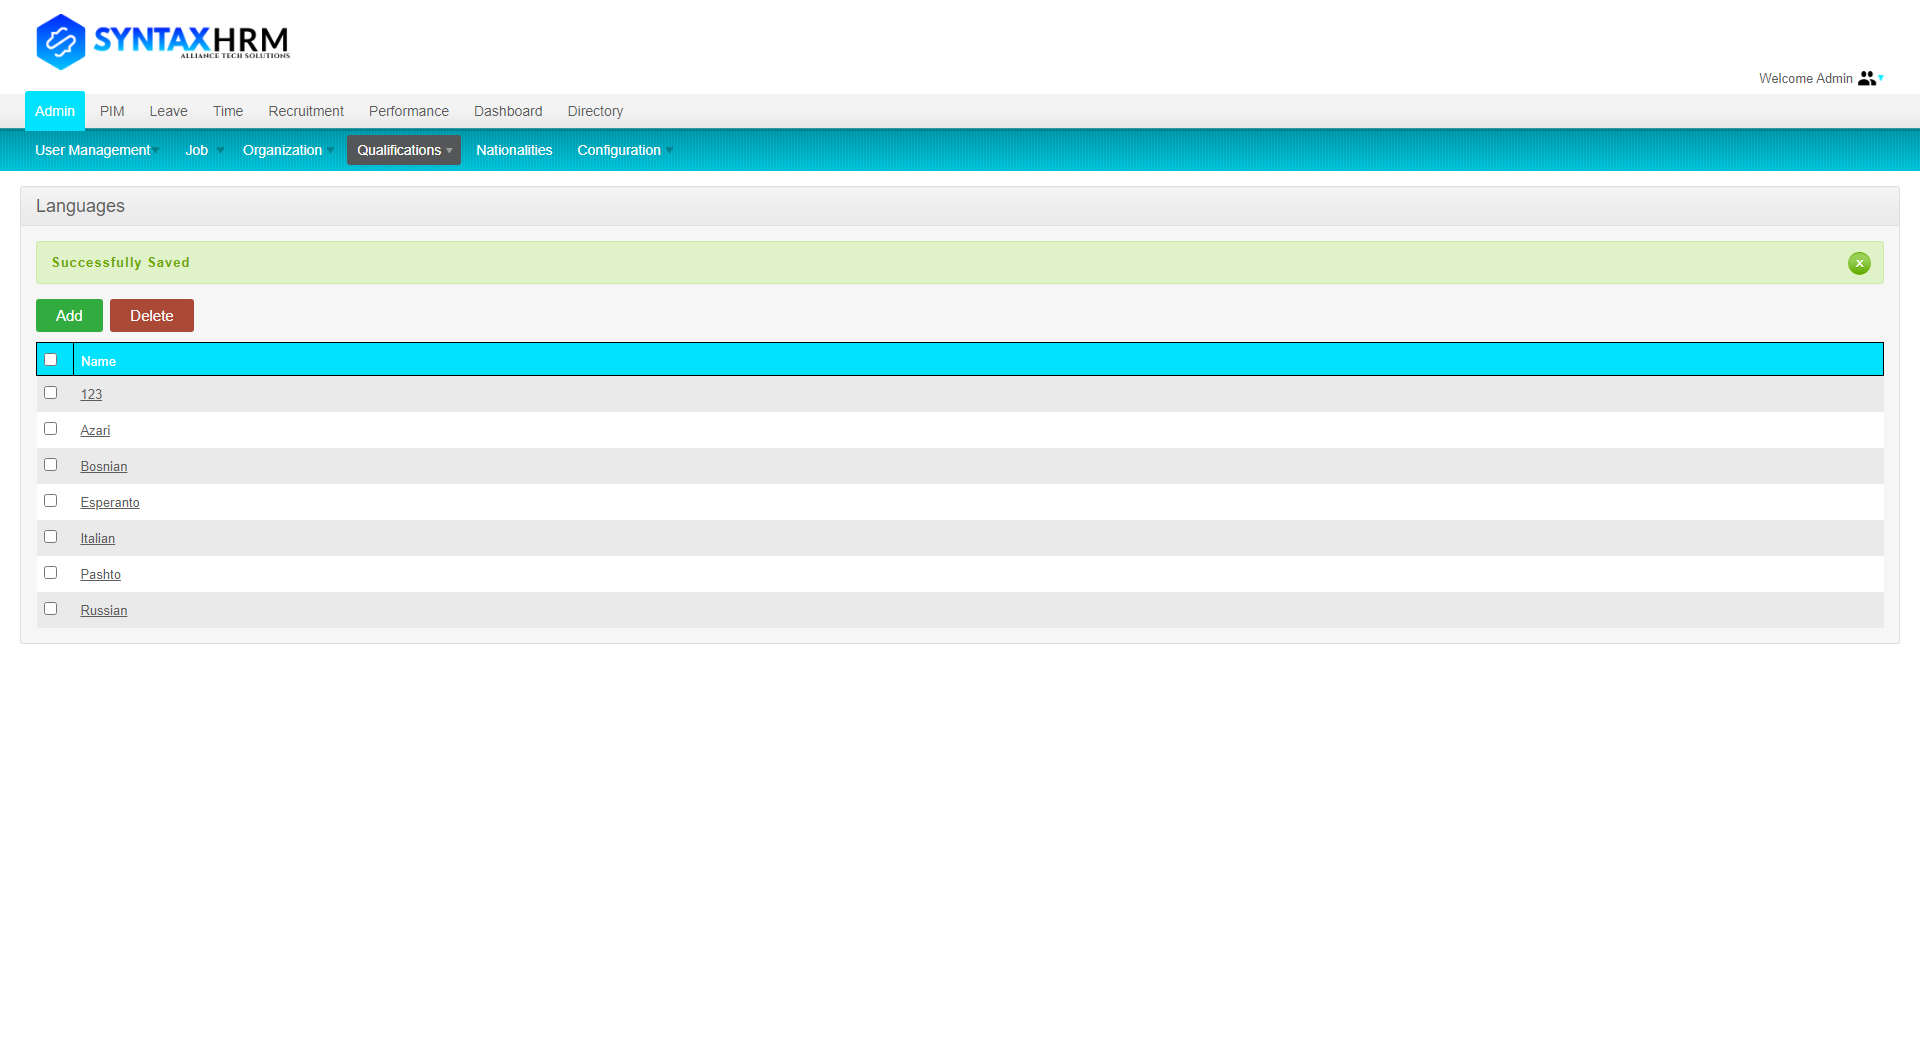 SYNTAXHRM
ALLIANCE TECH SOLUTIONS
Welcome Admin
Admin PIM Leave Time Recruitment Performance Dashboard Directory
User Management Job Organization Qualifications Nationalities Configuration
Languages
Successfully Saved
Add Delete
Name
123
Azari
Bosnian
Esperanto
Italian
Pashto
Russian